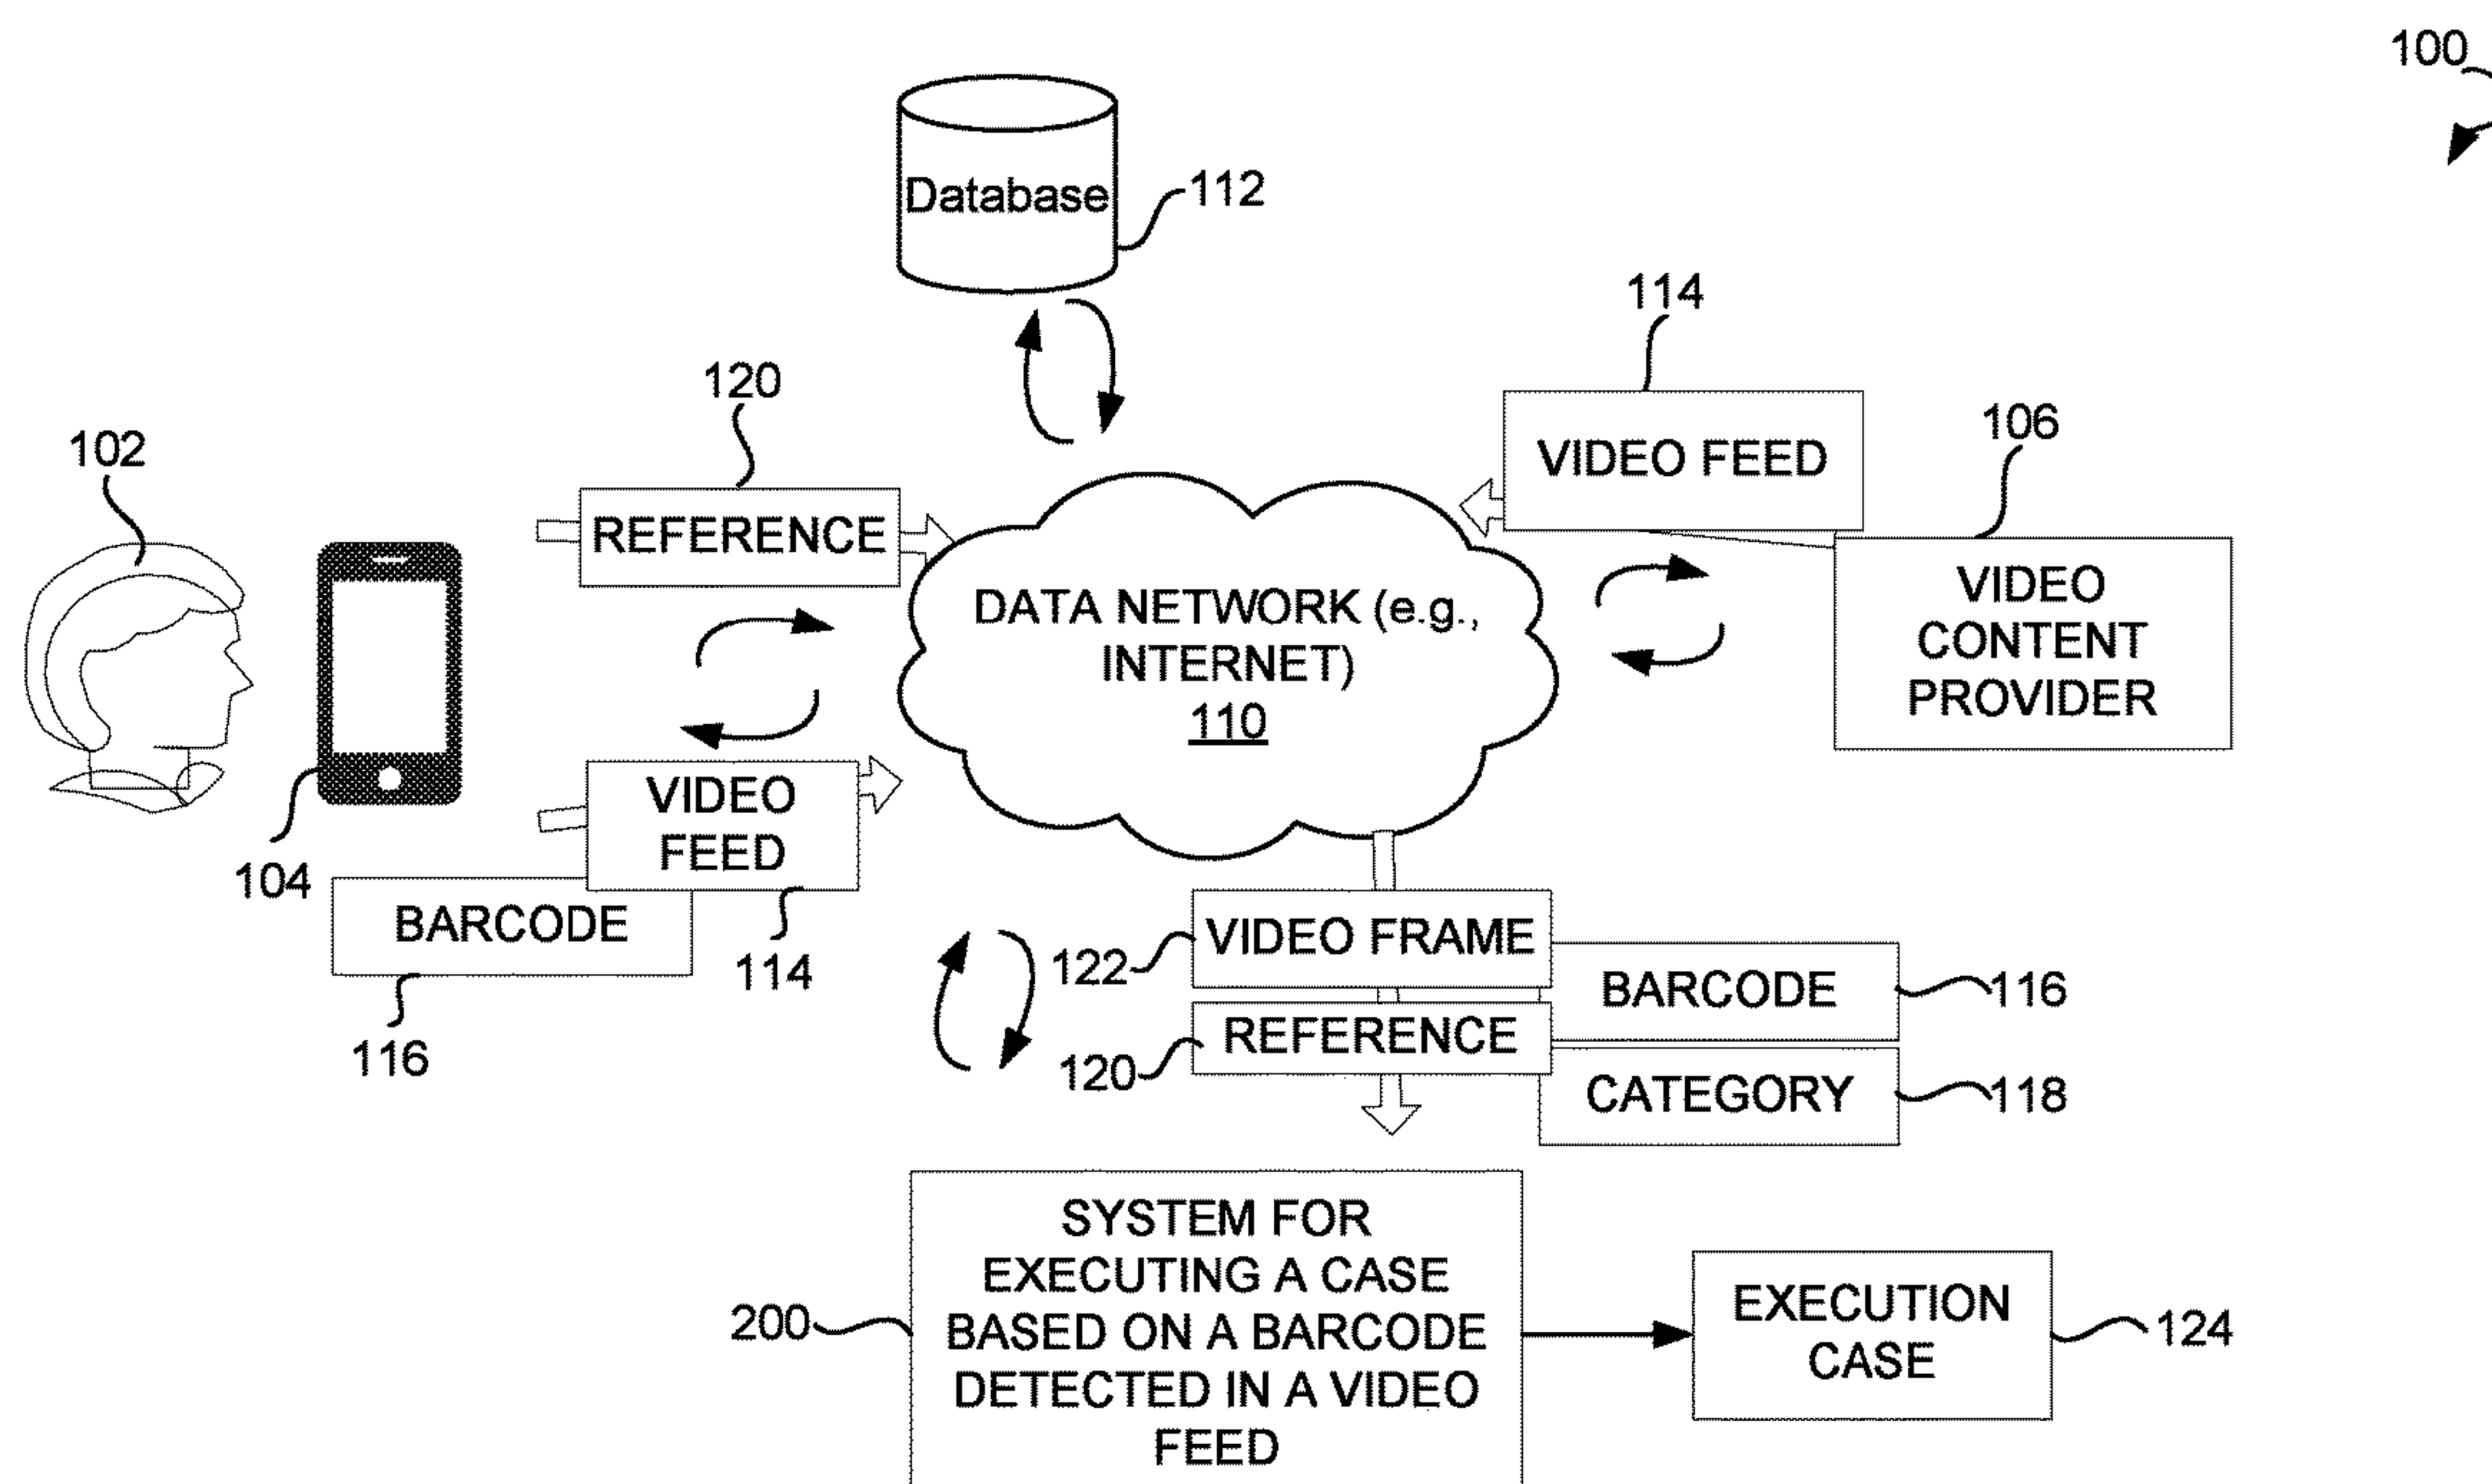 100
Database
112
114
120
VIDEO FEED
106
102
REFERENCE
DATA NETWORK (e.g.,
INTERNET)
110
VIDEO
CONTENT
PROVIDER
VIDEO
FEED
104
BARCODE
114
116
122
VIDEO FRAME
BARCODE
116
120
REFERENCE
CATEGORY
118
200
SYSTEM FOR
EXECUTING A CASE
BASED ON A BARCODE
DETECTED IN A VIDEO
FEED
EXECUTION
CASE
124